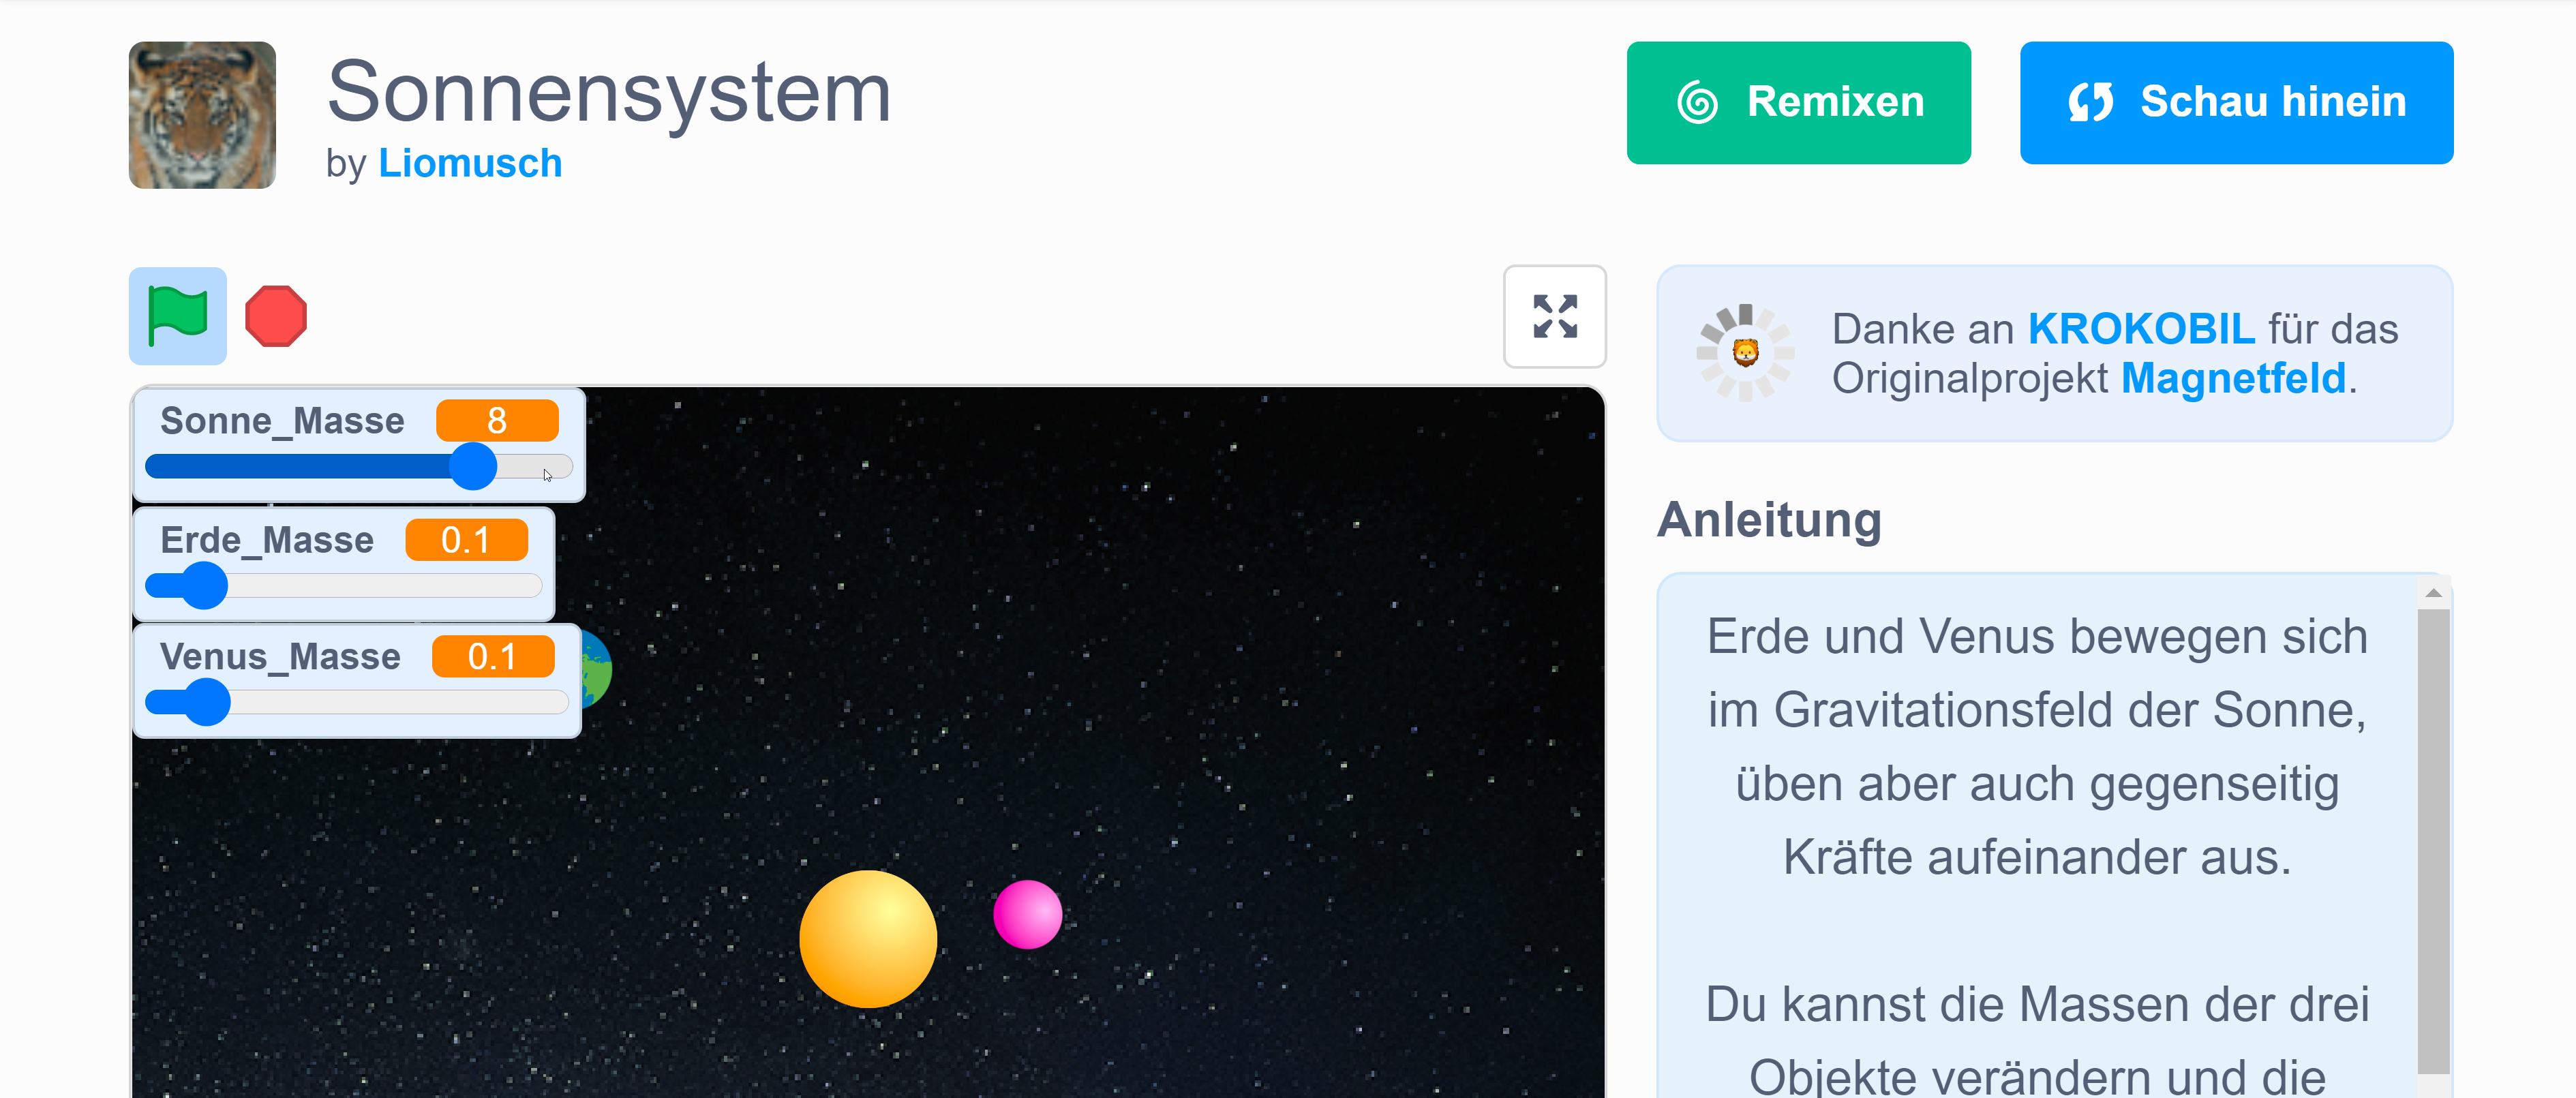 Sonnensystem
by Liomusch
Remixen
Schau hinein
Danke an KROKOBIL für das
Originalprojekt Magnetfeld.
Sonne_Masse 8
Erde_Masse 0.1
Venus_Masse 0.1
Anleitung
Erde und Venus bewegen sich
im Gravitationsfeld der Sonne,
üben aber auch gegenseitig
Kräfte aufeinander aus.
Du kannst die Massen der drei
Objekte verändern und die